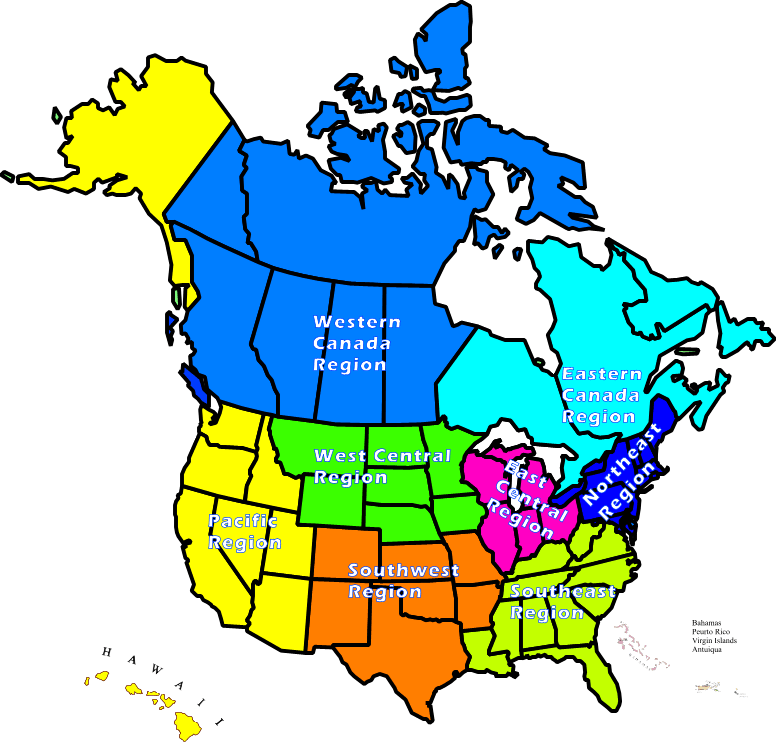 Western
Canada
Region
Eastern
Canada
Region
West Central
Region
East
Central
Region
Northeast
Region
Pacific
Region
Southwest
Region
Southeast
Region
Bahamas
Peurto Rico
Virgin Islands
Antuiqua
H A W A I I